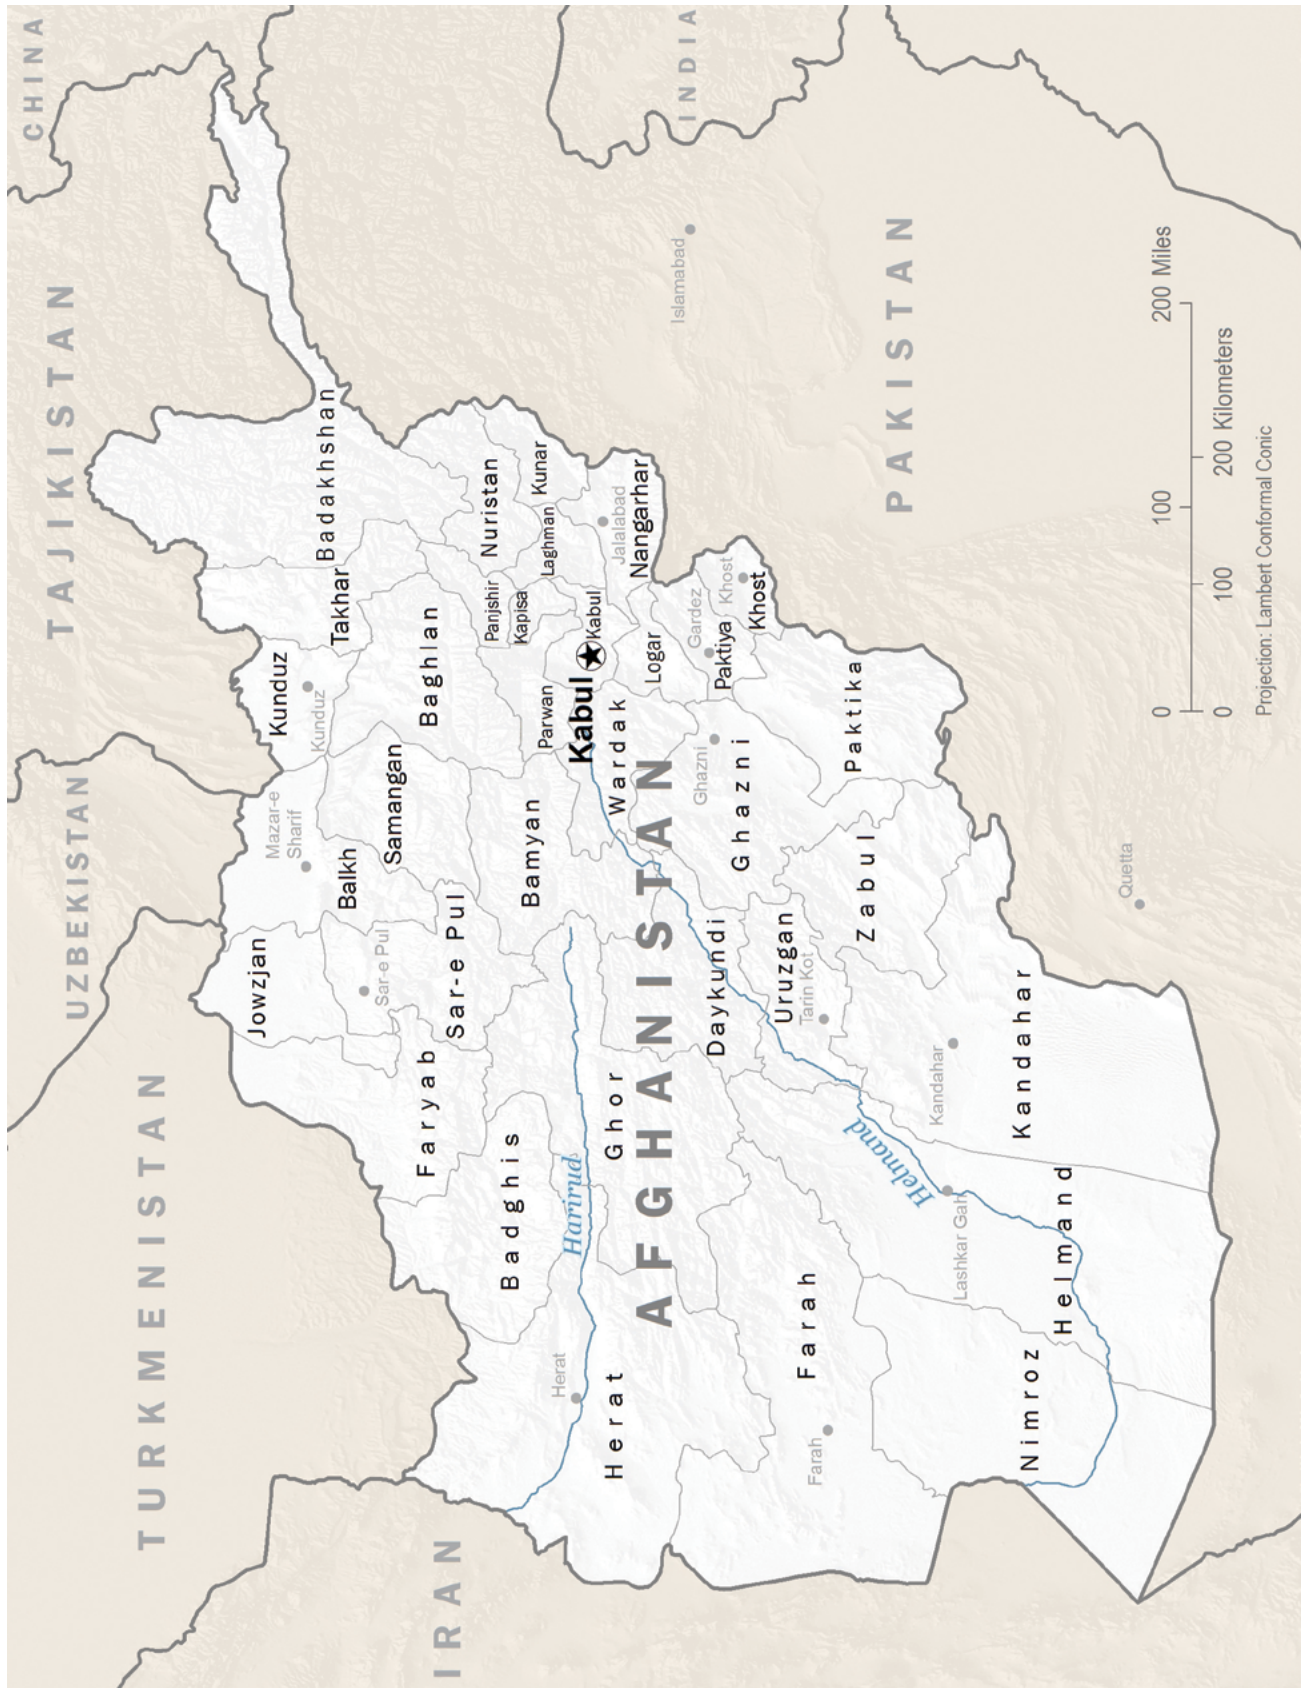 CHINA
TAJIKISTAN
UZBEKISTAN
TURKMENISTAN
IRAN
INDIA
PAKISTAN
AFGHANISTAN
Badakhshan
Takhar
Kunduz
Kunduz
Mazar-e
Sharif
Balkh
Jowzjan
Samangan
Baghlan
Sar-e Pul
Sar-e Pul
Faryab
Badghis
Nuristan
Kunar
Laghman
Panjshir
Kapisa
Parwan
Bamyan
Kabul
Kabul
Jalalabad
Nangarhar
Logar
Wardak
Gardez
Paktiya
Khost
Khost
Ghazni
Ghazni
Paktika
Zabul
Uruzgan
Tarin Kot
Daykundi
Ghor
Harirud
Herat
Herat
Farah
Farah
Helmand
Kandahar
Kandahar
Lashkar Gah
Helmand
Nimroz
Islamabad
Quetta
0 100 200 Miles
0 100 200 Kilometers
Projection: Lambert Conformal Conic